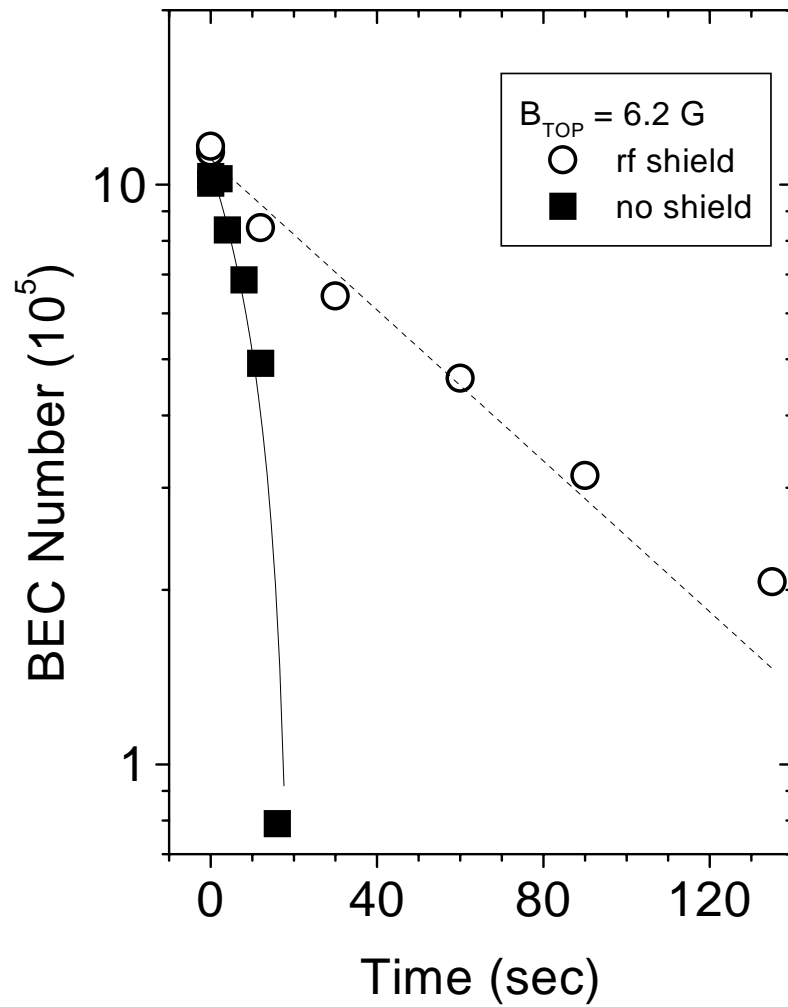 B_TOP = 6.2 G
rf shield
no shield
10
1
BEC Number (10^5)
0 40 80 120
Time (sec)